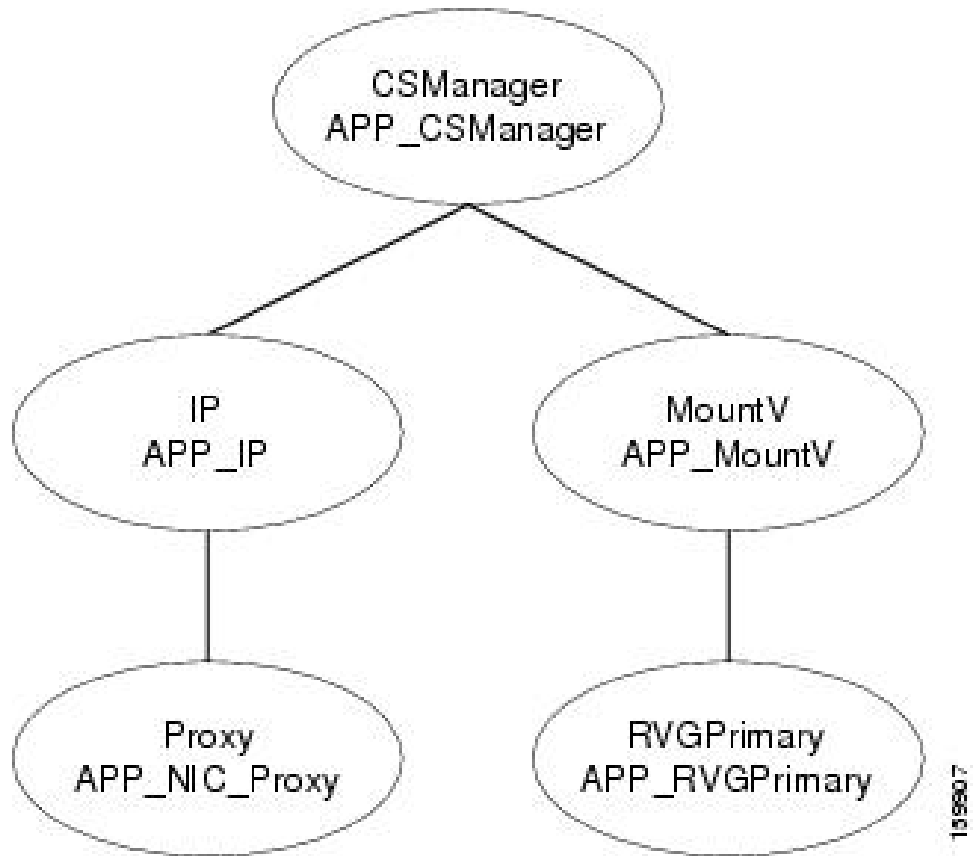 CSManager
APP_CSManager
IP
APP_IP
MountV
APP_MountV
Proxy
APP_NIC_Proxy
RVGPrimary
APP_RVGPrimary
159907